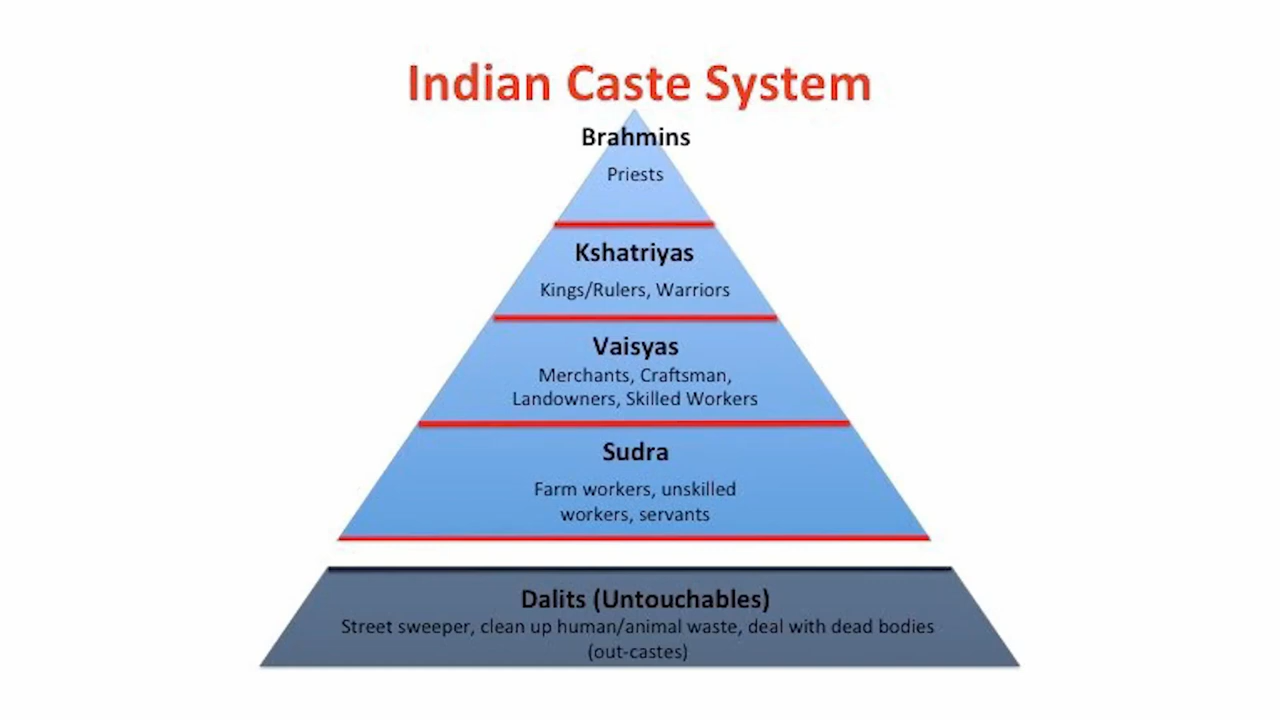 Indian Caste System
Brahmins
Priests
Kshatriyas
Kings/Rulers, Warriors
Vaisyas
Merchants, Craftsman,
Landowners, Skilled Workers
Sudra
Farm workers, unskilled
workers, servants
Dalits (Untouchables)
Street sweeper, clean up human/animal waste, deal with dead bodies
(out-castes)